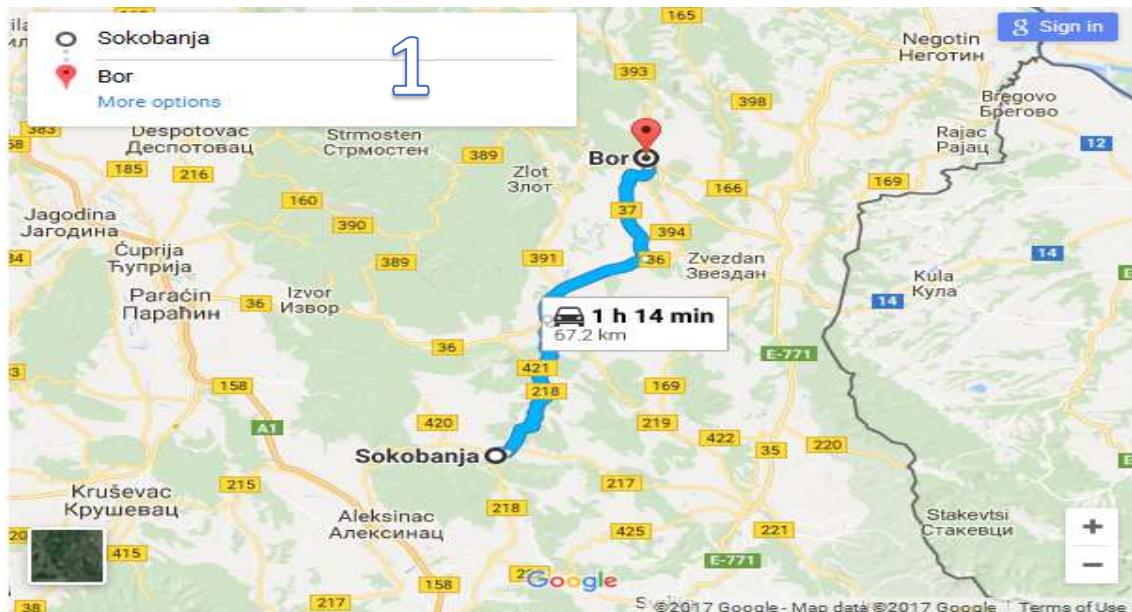 Sokobanja
1
Bor
More options
165
Sign in
Negotin
Неготин
393
398
Bregovo
Брегово
383
Despotovac
Деспотовац
Strmosten
Стрмостен
389
Bor
Rajac
Рајац
12
185
216
Zlot
Злот
166
169
160
Jagodina
Јагодина
390
37
394
Ćuprija
Ћуприја
389
391
36
Zvezdan
Звездан
14
Kula
Кула
Paraćin
Параћин
36
Izvor
Извор
14
1 h 14 min
67.2 km
36
E-771
421
158
218
169
A1
420
219
422
35
220
Sokobanja
Kruševac
Крушевац
215
217
218
Aleksinac
Алексинац
425
221
Stakevtsi
Стакевци
415
E-771
158
Google
217
38
©2017 Google - Map data ©2017 Google
Terms of Use